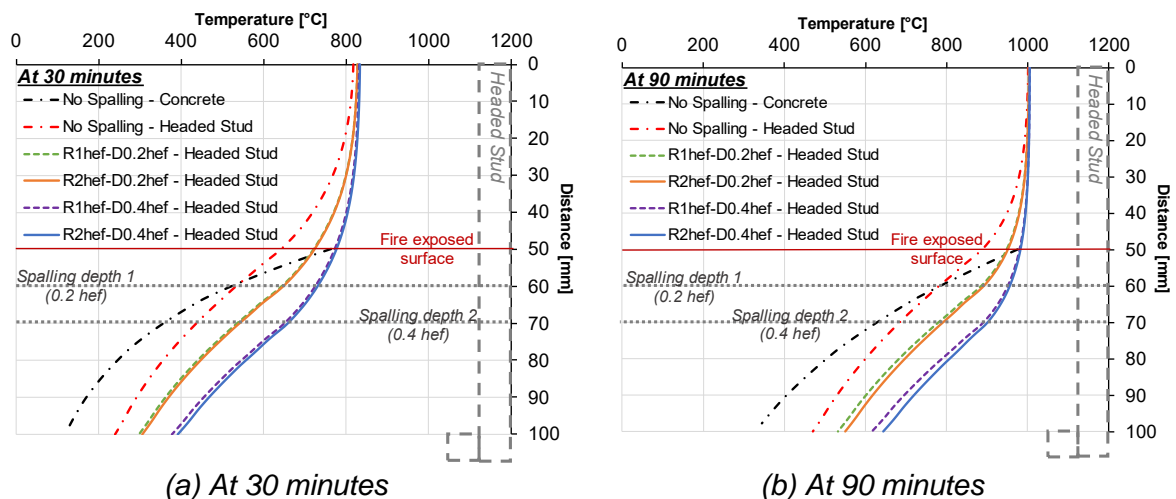 Temperature [°C]
0 200 400 600 800 1000 1200
At 30 minutes
No Spalling - Concrete
No Spalling - Headed Stud
R1hef-D0.2hef - Headed Stud
R2hef-D0.2hef - Headed Stud
R1hef-D0.4hef - Headed Stud
R2hef-D0.4hef - Headed Stud
Fire exposed
surface
Spalling depth 1
(0.2 hef)
Spalling depth 2
(0.4 hef)
Headed Stud
0
10
20
30
40
50
60
70
80
90
100
Distance [mm]
(a) At 30 minutes
Temperature [°C]
0 200 400 600 800 1000 1200
At 90 minutes
No Spalling - Concrete
No Spalling - Headed Stud
R1hef-D0.2hef - Headed Stud
R2hef-D0.2hef - Headed Stud
R1hef-D0.4hef - Headed Stud
R2hef-D0.4hef - Headed Stud
Fire exposed
surface
Spalling depth 1
(0.2 hef)
Spalling depth 2
(0.4 hef)
Headed Stud
0
10
20
30
40
50
60
70
80
90
100
Distance [mm]
(b) At 90 minutes